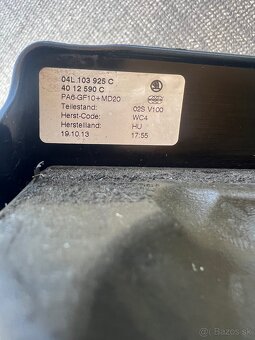 04L.103 925 C
40 12 590 C
PA6-GF10+MD20
Teilestand: 02S V100
Herst-Code: WC4
Herstelland: HU
19.10.13 17:55
bazos.sk